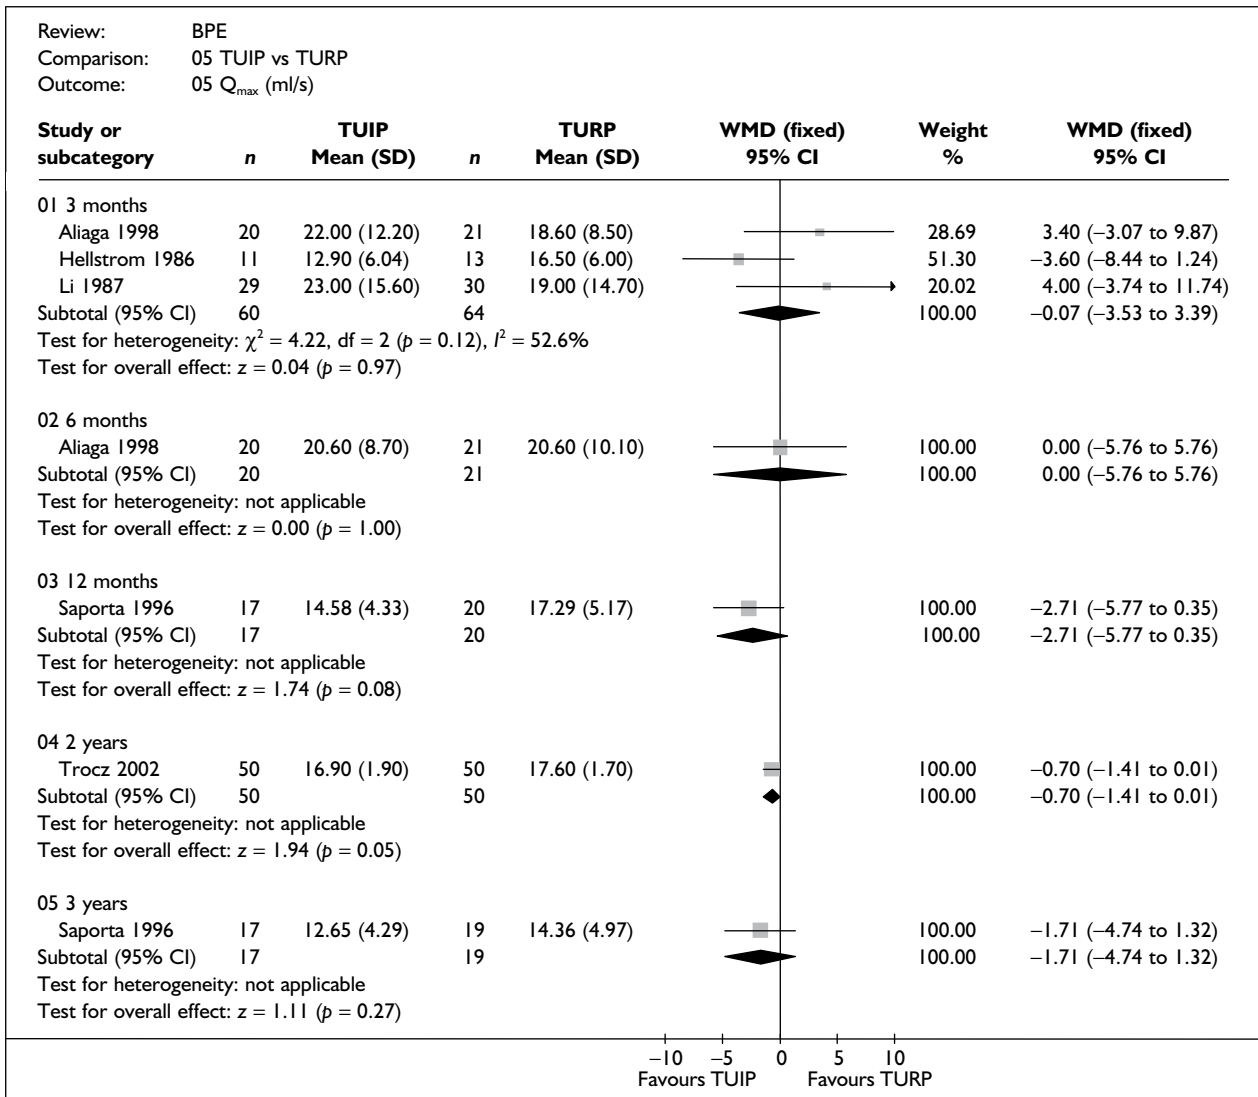 Review: BPE
Comparison: 05 TUIP vs TURP
Outcome: 05 Qmax (ml/s)
Study or TUIP TURP WMD (fixed) Weight WMD (fixed)
subcategory n Mean (SD) n Mean (SD) 95% CI % 95% CI
01 3 months
Aliaga 1998 20 22.00 (12.20) 21 18.60 (8.50) 28.69 3.40 (−3.07 to 9.87)
Hellstrom 1986 11 12.90 (6.04) 13 16.50 (6.00) 51.30 −3.60 (−8.44 to 1.24)
Li 1987 29 23.00 (15.60) 30 19.00 (14.70) 20.02 4.00 (−3.74 to 11.74)
Subtotal (95% CI) 60 64 100.00 −0.07 (−3.53 to 3.39)
Test for heterogeneity: χ² = 4.22, df = 2 (p = 0.12), I² = 52.6%
Test for overall effect: z = 0.04 (p = 0.97)
02 6 months
Aliaga 1998 20 20.60 (8.70) 21 20.60 (10.10) 100.00 0.00 (−5.76 to 5.76)
Subtotal (95% CI) 20 21 100.00 0.00 (−5.76 to 5.76)
Test for heterogeneity: not applicable
Test for overall effect: z = 0.00 (p = 1.00)
03 12 months
Saporta 1996 17 14.58 (4.33) 20 17.29 (5.17) 100.00 −2.71 (−5.77 to 0.35)
Subtotal (95% CI) 17 20 100.00 −2.71 (−5.77 to 0.35)
Test for heterogeneity: not applicable
Test for overall effect: z = 1.74 (p = 0.08)
04 2 years
Trocz 2002 50 16.90 (1.90) 50 17.60 (1.70) 100.00 −0.70 (−1.41 to 0.01)
Subtotal (95% CI) 50 50 100.00 −0.70 (−1.41 to 0.01)
Test for heterogeneity: not applicable
Test for overall effect: z = 1.94 (p = 0.05)
05 3 years
Saporta 1996 17 12.65 (4.29) 19 14.36 (4.97) 100.00 −1.71 (−4.74 to 1.32)
Subtotal (95% CI) 17 19 100.00 −1.71 (−4.74 to 1.32)
Test for heterogeneity: not applicable
Test for overall effect: z = 1.11 (p = 0.27)
−10 −5 0 5 10
Favours TUIP Favours TURP